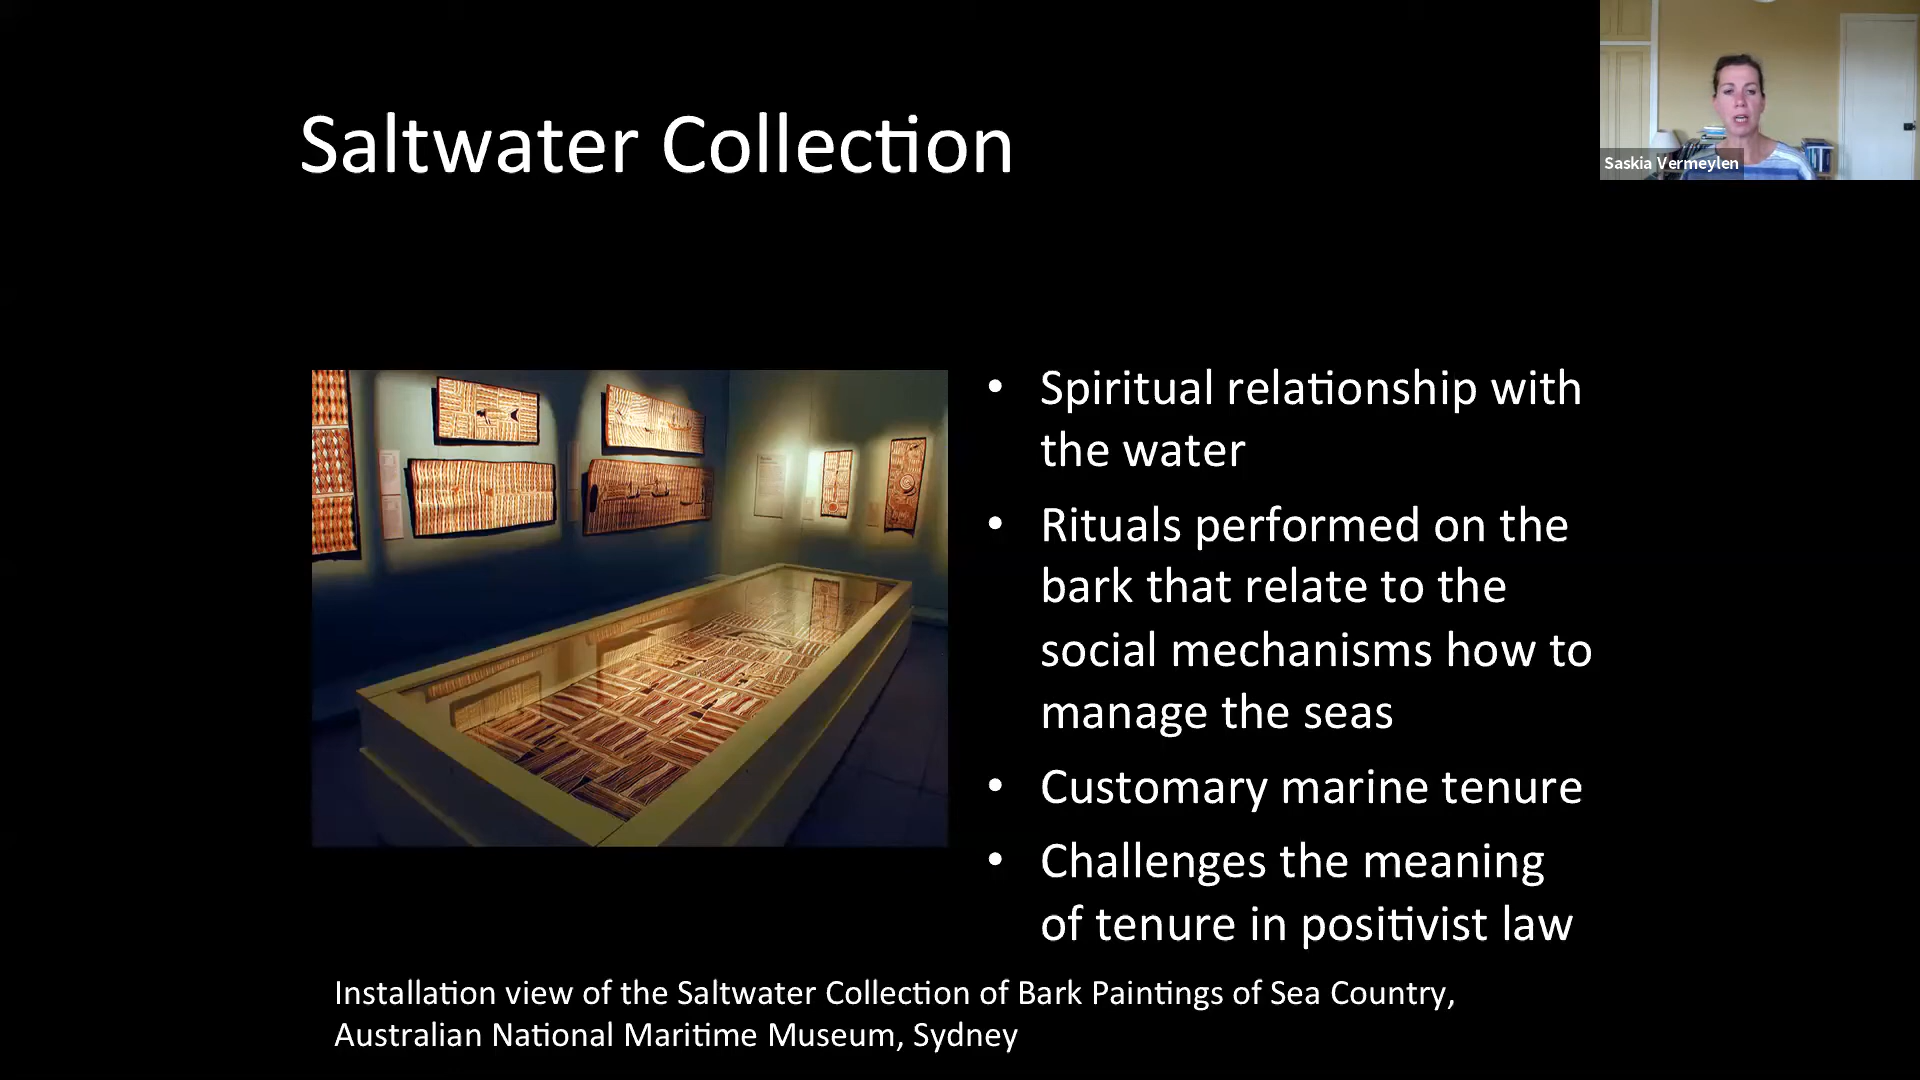 Saltwater Collection
Saskia Vermeylen
• Spiritual relationship with
the water
• Rituals performed on the
bark that relate to the
social mechanisms how to
manage the seas
• Customary marine tenure
• Challenges the meaning
of tenure in positivist law
Installation view of the Saltwater Collection of Bark Paintings of Sea Country,
Australian National Maritime Museum, Sydney